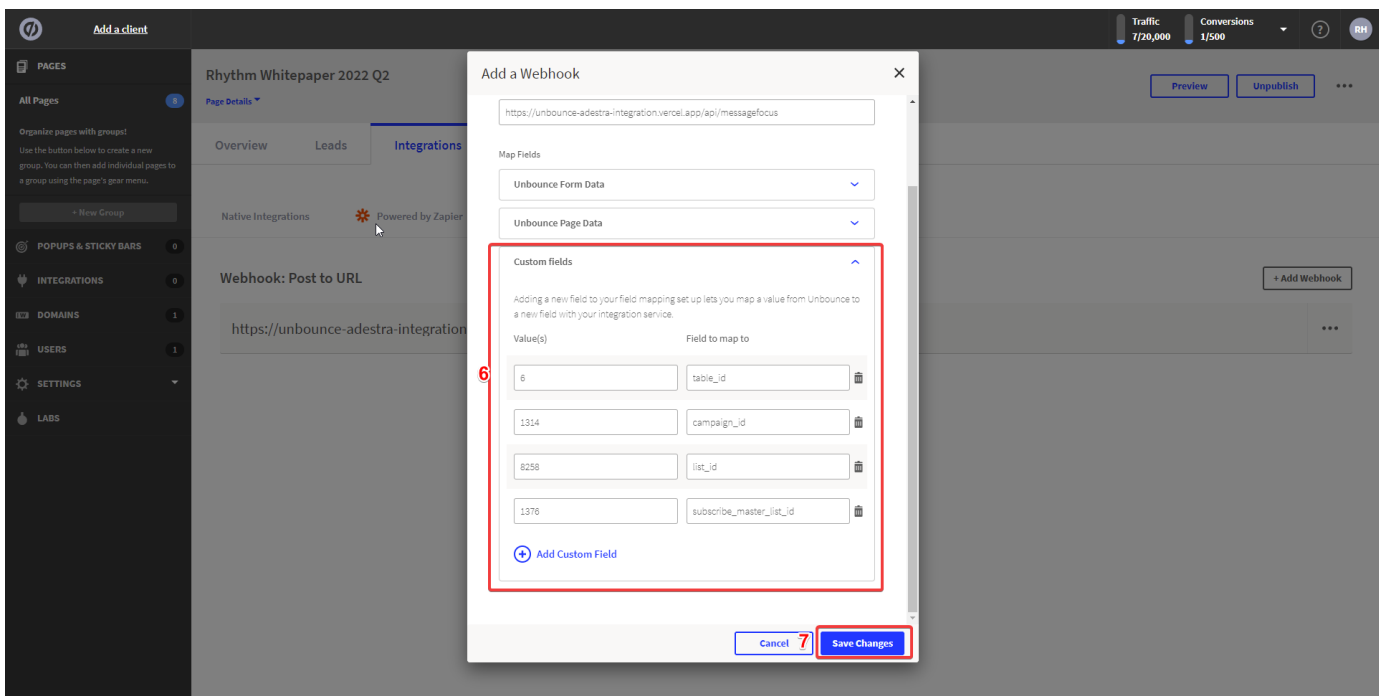 Add a client
Traffic
7/20,000
Conversions
1/500
?
RH
PAGES
All Pages
8
Organize pages with groups!
Use the button below to create a new
group. You can then add individual pages to
a group using the page's gear menu.
+ New Group
POPUPS & STICKY BARS
0
INTEGRATIONS
0
DOMAINS
1
USERS
1
SETTINGS
LABS
Rhythm Whitepaper 2022 Q2
Page Details
Preview
Unpublish
Overview
Leads
Integrations
Native Integrations
Powered by Zapier
Webhook: Post to URL
+ Add Webhook
https://unbounce-adestra-integration
Add a Webhook
https://unbounce-adestra-integration.vercel.app/api/messagefocus
Map Fields
Unbounce Form Data
Unbounce Page Data
Custom fields
Adding a new field to your field mapping set up lets you map a value from Unbounce to
a new field with your integration service.
Value(s)
Field to map to
6
6
table_id
1314
campaign_id
8258
list_id
1376
subscribe_master_list_id
Add Custom Field
Cancel
7
Save Changes